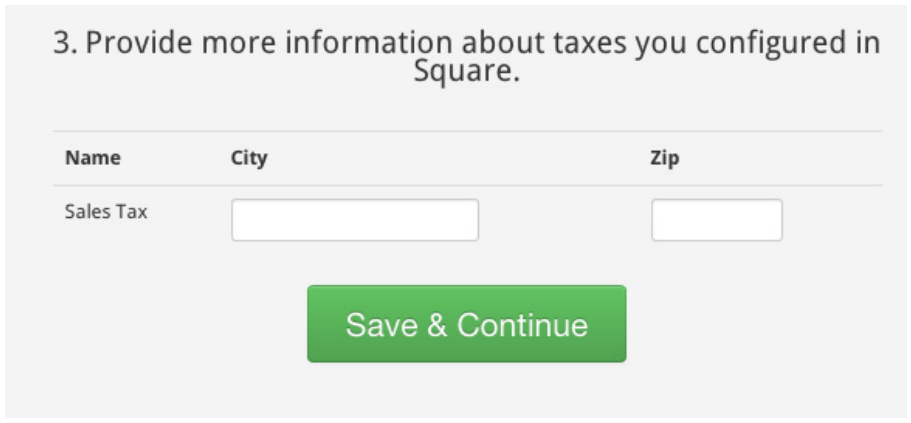 3. Provide more information about taxes you configured in
Square.
Name City Zip
Sales Tax
Save & Continue